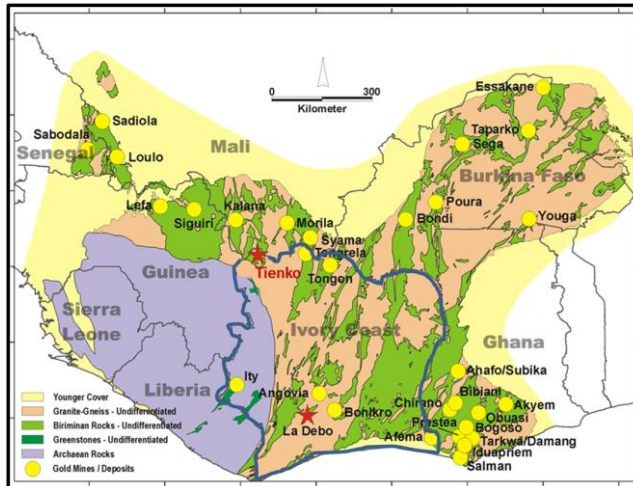 0 300
Kilometer
Essakane
Sadiola
Taparko
Sabodala
Sega
Mali
Senegal
Loulo
Burkina Faso
Lefa
Kalana
Poura
Siguiri
Morila
Bondi
Youga
Syama
Tengrela
Tienko
Guinea
Tongon
Sierra
Leone
Ivory Coast
Ghana
Ahafo/Subika
Liberia
Ity
Angovia
Chirano
Bibiani
Akyem
Bonikro
Obuasi
La Debo
Prestea
Bogoso
Afema
Tarkwa/Damang
Iduapriem
Salman
Younger Cover
Granite-Gneiss - Undifferentiated
Biriminan Rocks - Undifferentiated
Greenstones - Undifferentiated
Archaean Rocks
Gold Mines / Deposits